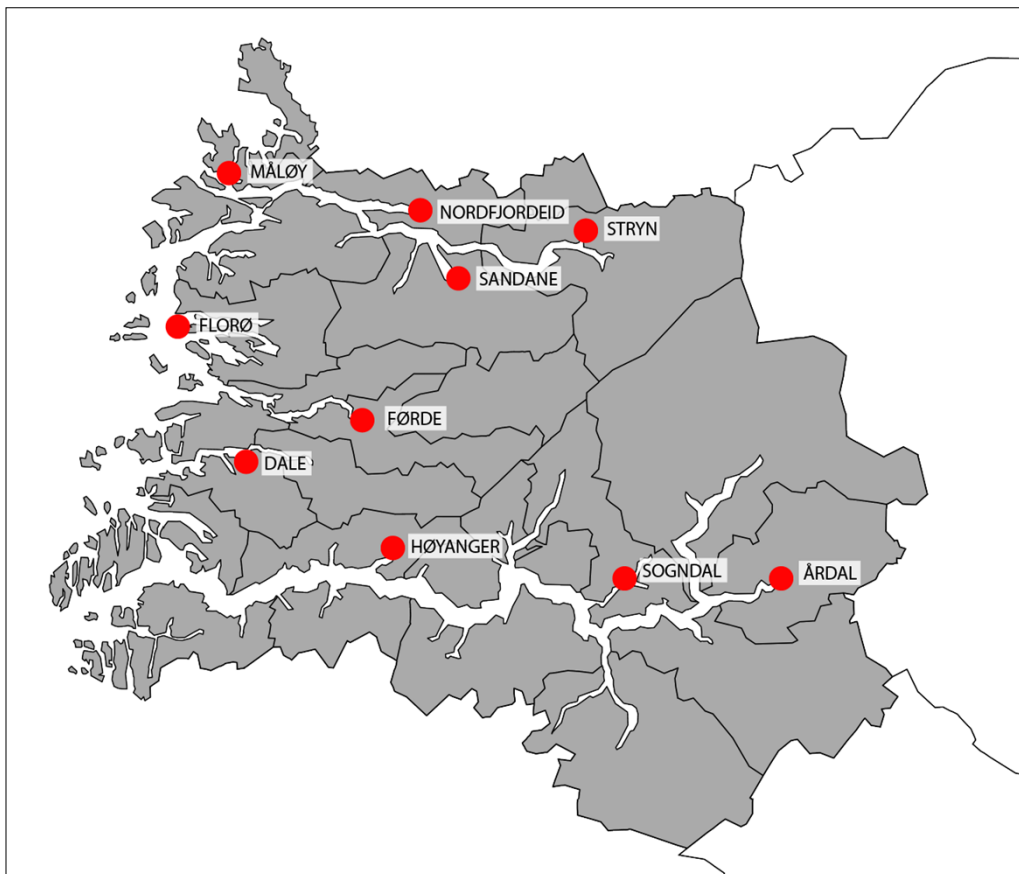 MÅLØY
NORDFJORDEID
STRYN
SANDANE
FLORØ
FØRDE
DALE
HØYANGER
SOGNDAL
ÅRDAL